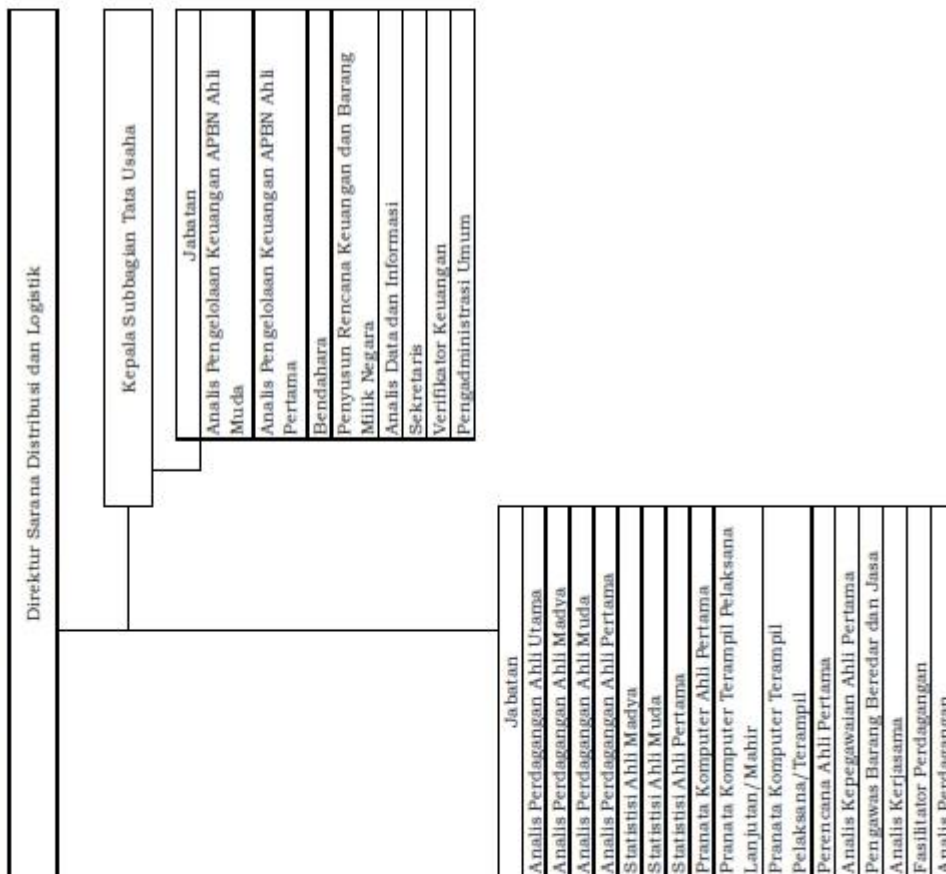 Direktur Sarana Distribusi dan Logistik
Kepala Subbagian Tata Usaha
Jabatan
Analis Pengelolaan Keuangan APBN Ahli
Muda
Analis Pengelolaan Keuangan APBN Ahli
Pertama
Bendahara
Penyusun Rencana Keuangan dan Barang
Milik Negara
Analis Data dan Informasi
Sekretaris
Verifikator Keuangan
Pengadministrasi Umum
Jabatan
Analis Perdagangan Ahli Utama
Analis Perdagangan Ahli Madya
Analis Perdagangan Ahli Muda
Analis Perdagangan Ahli Pertama
Statistisi Ahli Madya
Statistisi Ahli Muda
Statistisi Ahli Pertama
Pranata Komputer Ahli Pertama
Pranata Komputer Terampil Pelaksana
Lanjutan/Mahir
Pranata Komputer Terampil
Pelaksana/Terampil
Perencana Ahli Pertama
Analis Kepegawaian Ahli Pertama
Pengawas Barang Beredar dan Jasa
Analis Kerjasama
Fasilitator Perdagangan
Analis Perdagangan